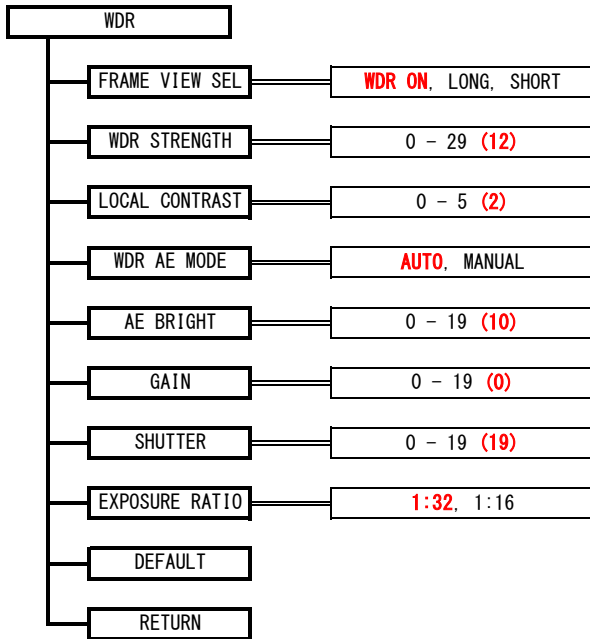 WDR
FRAME VIEW SEL WDR ON, LONG, SHORT
WDR STRENGTH 0 – 29 (12)
LOCAL CONTRAST 0 – 5 (2)
WDR AE MODE AUTO, MANUAL
AE BRIGHT 0 – 19 (10)
GAIN 0 – 19 (0)
SHUTTER 0 – 19 (19)
EXPOSURE RATIO 1:32, 1:16
DEFAULT
RETURN